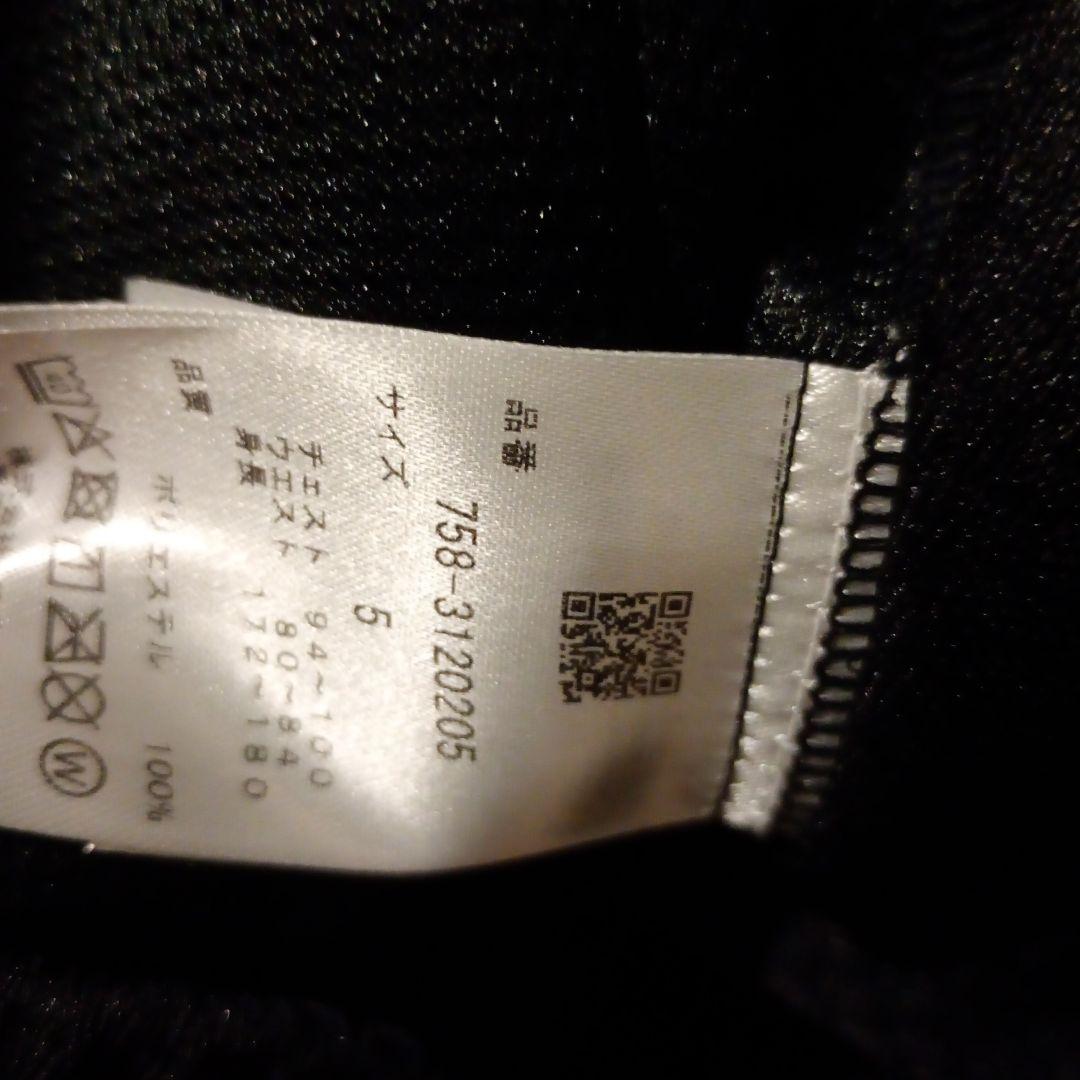 品番
758-3120205
サイズ 5
チェスト 94~100
ウエスト 80~84
身長 172~180
品質
ポリエステル 100%
W